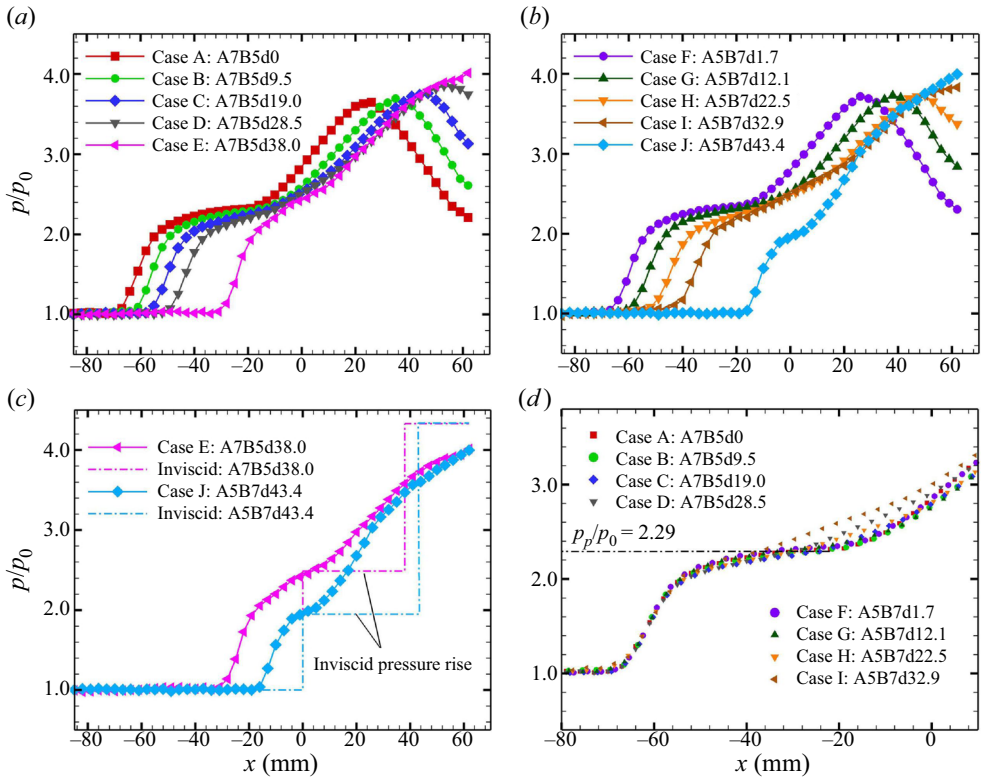 (a)
(b)
Case A: A7B5d0
Case B: A7B5d9.5
Case C: A7B5d19.0
Case D: A7B5d28.5
Case E: A7B5d38.0
Case F: A5B7d1.7
Case G: A5B7d12.1
Case H: A5B7d22.5
Case I: A5B7d32.9
Case J: A5B7d43.4
p/p0
4.0
3.0
2.0
1.0
4.0
3.0
2.0
1.0
−80 −60 −40 −20 0 20 40 60
−80 −60 −40 −20 0 20 40 60
(c)
(d)
Case E: A7B5d38.0
Inviscid: A7B5d38.0
Case J: A5B7d43.4
Inviscid: A5B7d43.4
Inviscid pressure rise
Case A: A7B5d0
Case B: A7B5d9.5
Case C: A7B5d19.0
Case D: A7B5d28.5
pp/p0 = 2.29
Case F: A5B7d1.7
Case G: A5B7d12.1
Case H: A5B7d22.5
Case I: A5B7d32.9
p/p0
4.0
3.0
2.0
1.0
3.0
2.0
1.0
−80 −60 −40 −20 0 20 40 60
−80 −60 −40 −20 0
x (mm)
x (mm)